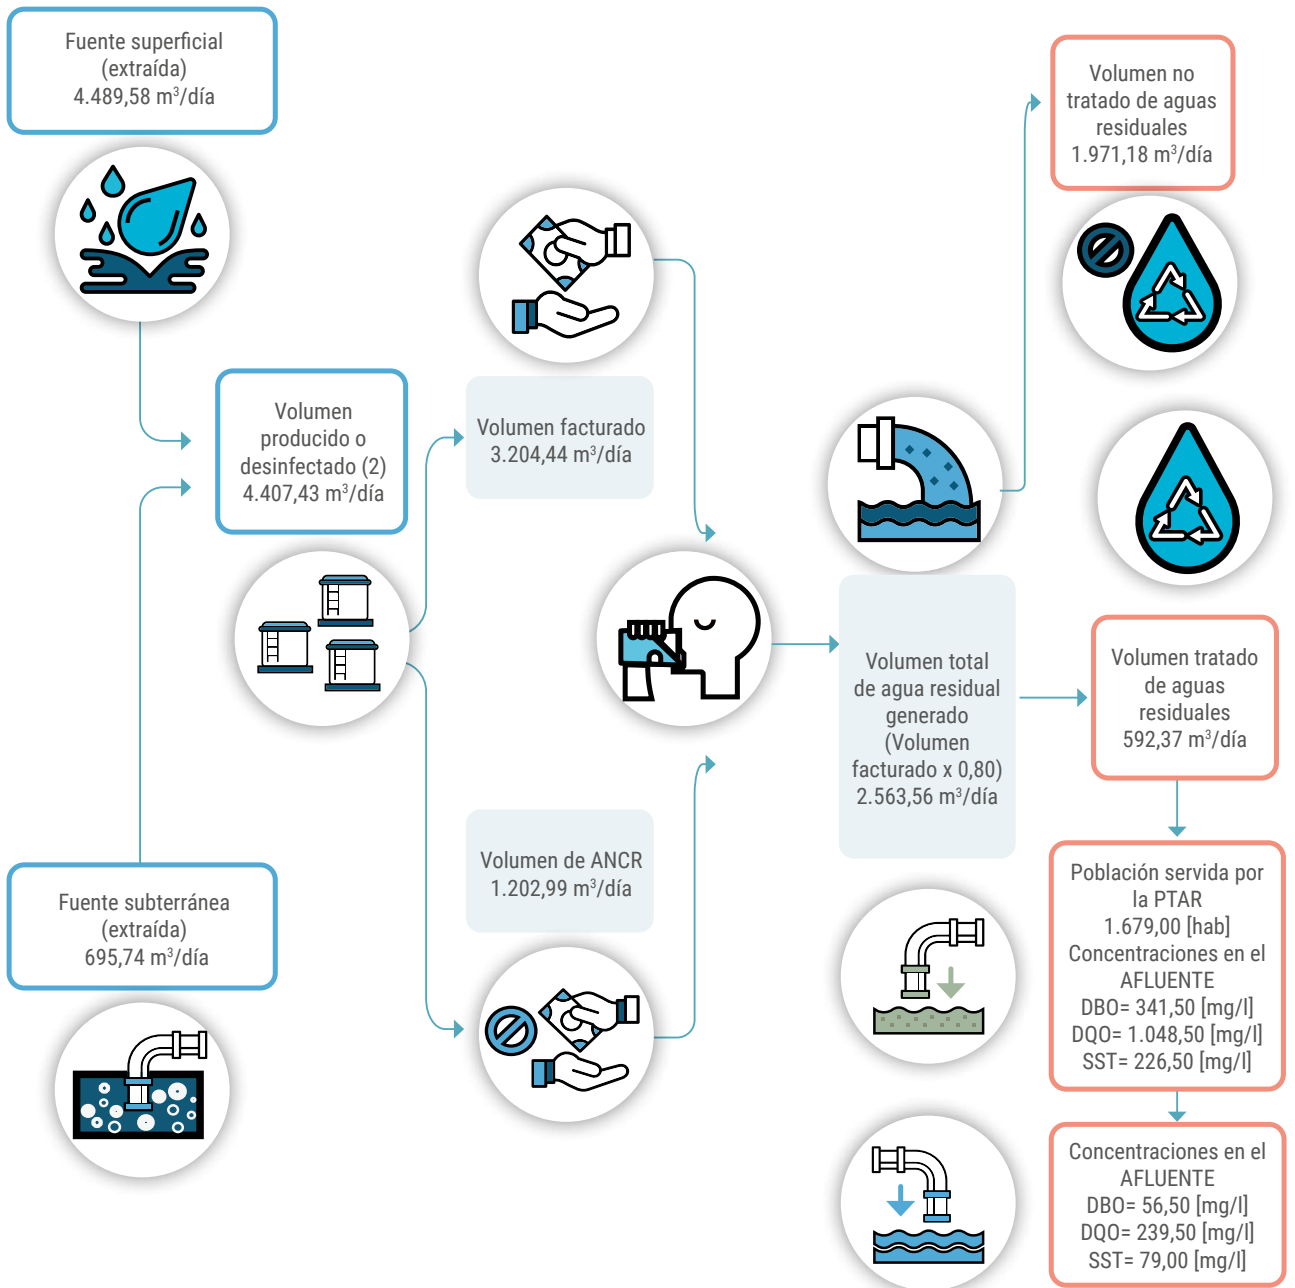 Fuente superficial
(extraída)
4.489,58 m³/día
Volumen no
tratado de aguas
residuales
1.971,18 m³/día
Volumen
producido o
desinfectado (2)
4.407,43 m³/día
Volumen facturado
3.204,44 m³/día
Volumen total
de agua residual
generado
(Volumen
facturado x 0,80)
2.563,56 m³/día
Volumen tratado
de aguas
residuales
592,37 m³/día
Volumen de ANCR
1.202,99 m³/día
Fuente subterránea
(extraída)
695,74 m³/día
Población servida por
la PTAR
1.679,00 [hab]
Concentraciones en el
AFLUENTE
DBO= 341,50 [mg/l]
DQO= 1.048,50 [mg/l]
SST= 226,50 [mg/l]
Concentraciones en el
AFLUENTE
DBO= 56,50 [mg/l]
DQO= 239,50 [mg/l]
SST= 79,00 [mg/l]